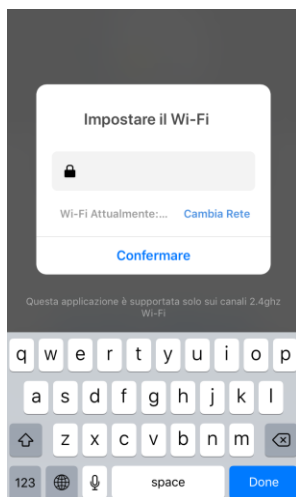 Impostare il Wi-Fi
Wi-Fi Attualmente:... Cambia Rete
Confermare
Questa applicazione è supportata solo sui canali 2.4ghz
Wi-Fi
q w e r t y u i o p
a s d f g h j k l
z x c v b n m
123 space Done